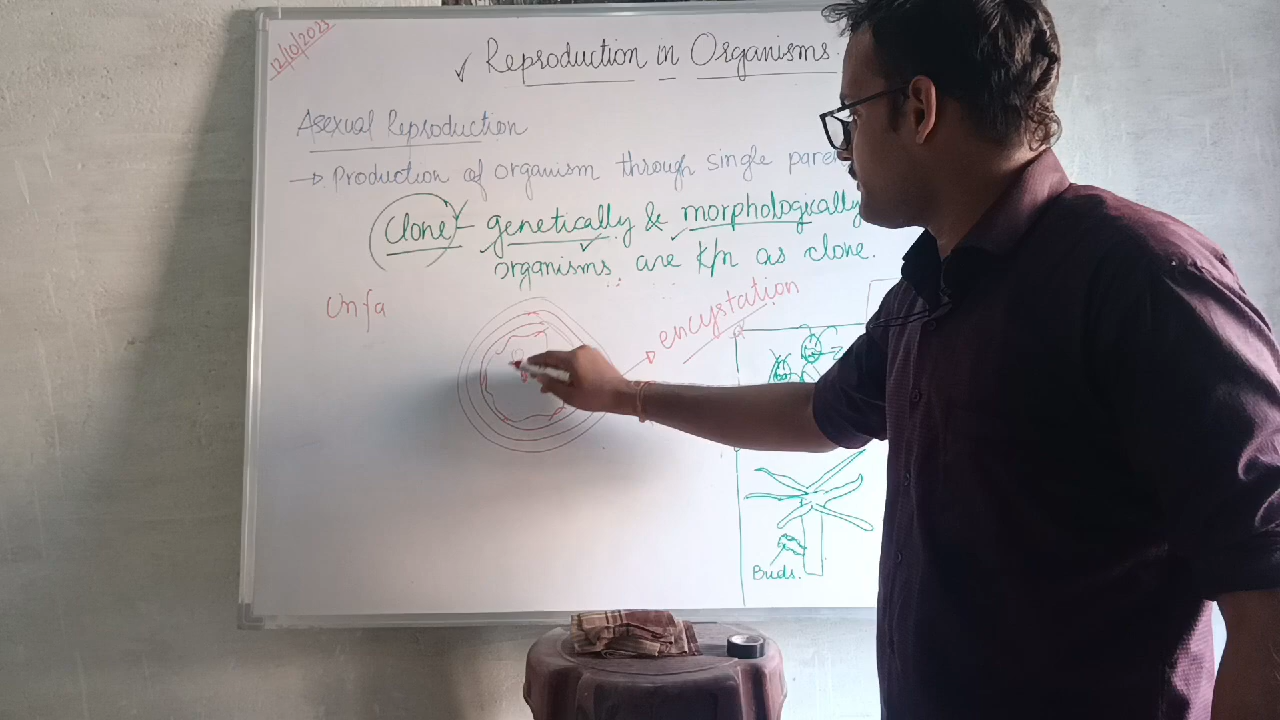 12/10/2023
✓ Reproduction in Organisms.
Asexual Reproduction
→ Production of organism through single paren
Clone - genetically & morphologically
organisms are k/n as clone.
Unfa
encystation
Buds.